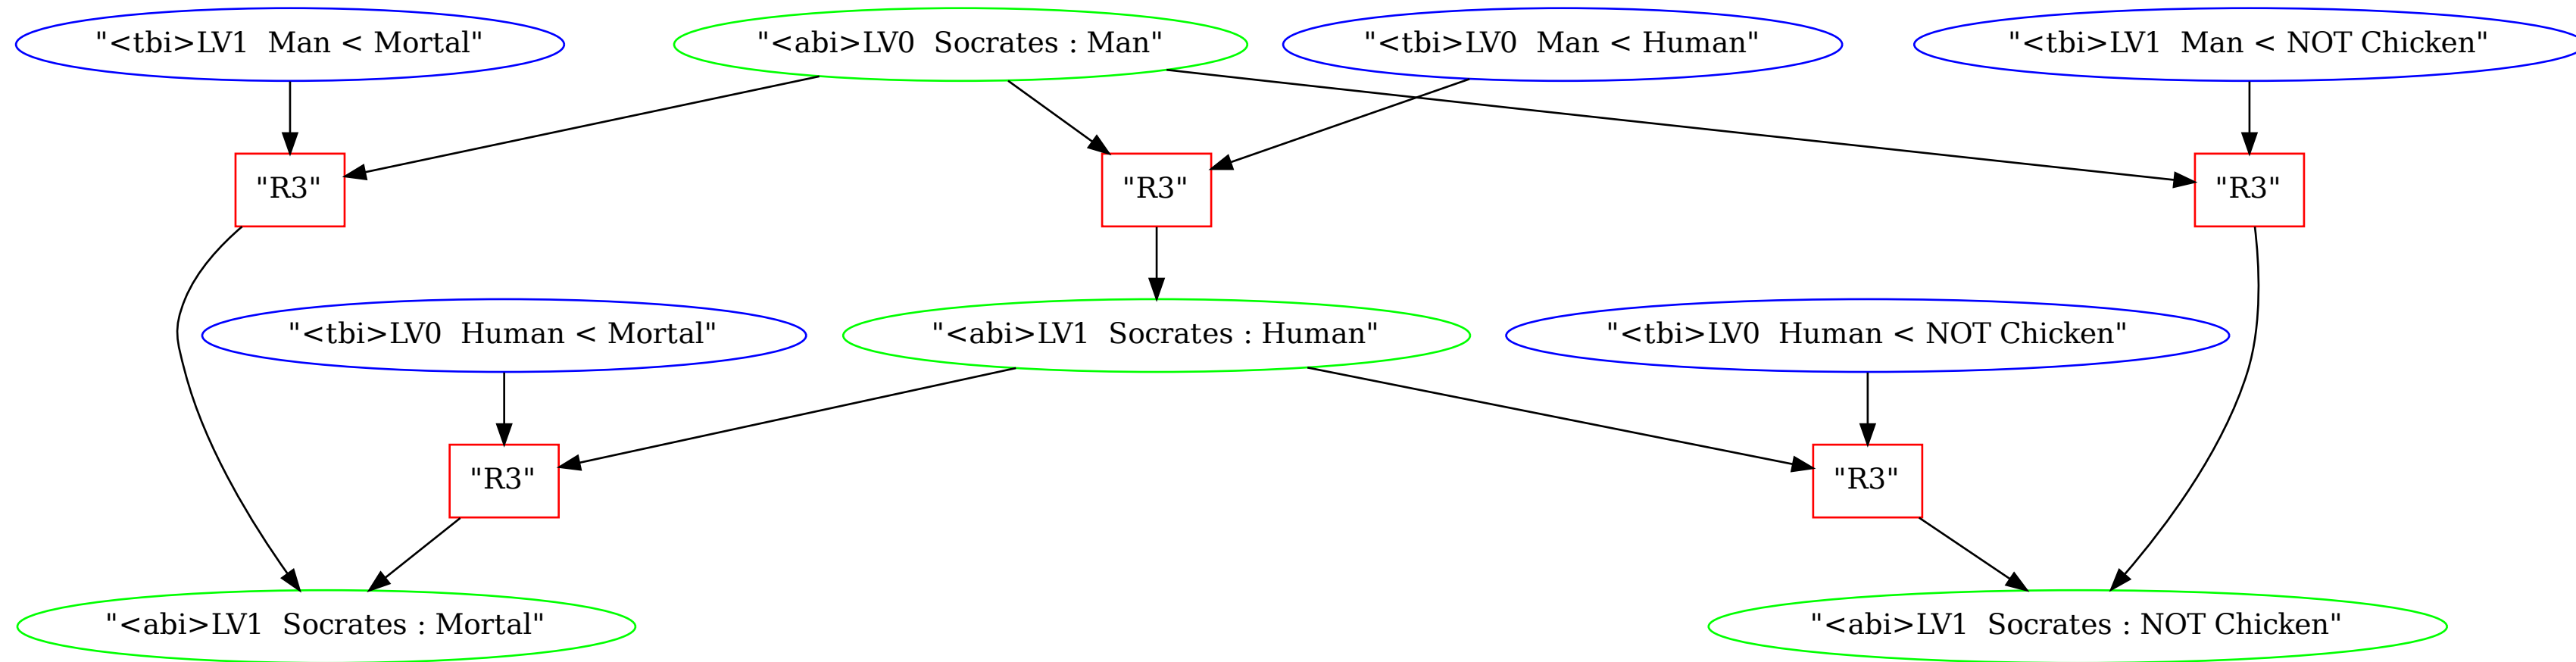 "<tbi>LV1  Man < Mortal"
"<abi>LV0  Socrates : Man"
"<tbi>LV0  Man < Human"
"<tbi>LV1  Man < NOT Chicken"
"R3"
"R3"
"R3"
"<tbi>LV0  Human < Mortal"
"<abi>LV1  Socrates : Human"
"<tbi>LV0  Human < NOT Chicken"
"R3"
"R3"
"<abi>LV1  Socrates : Mortal"
"<abi>LV1  Socrates : NOT Chicken"